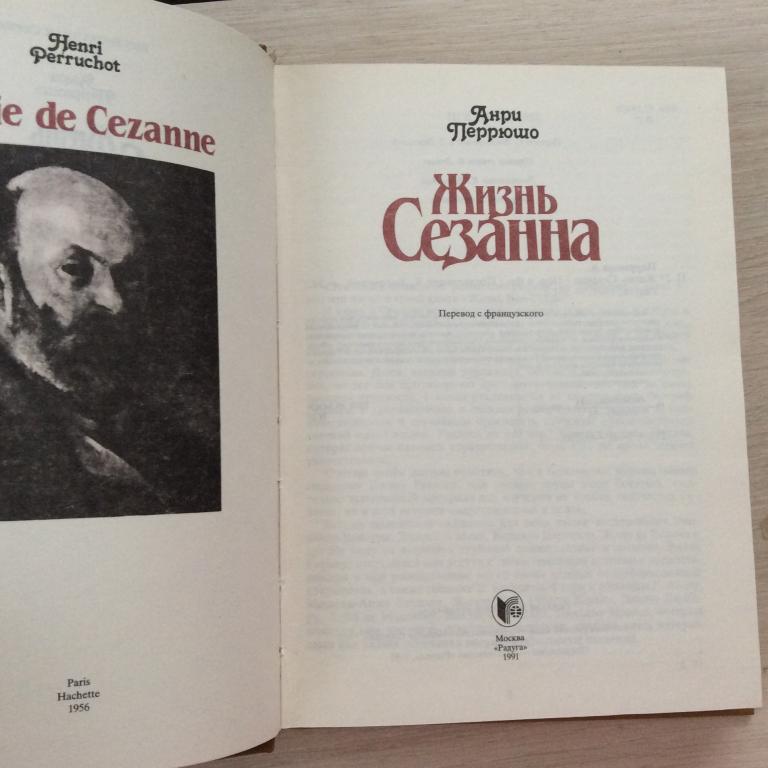 Henri
Perruchot
ie de Cezanne
Paris
Hachette
1956
Анри
Перрюшо
Жизнь
Сезанна
Перевод с французского
Москва
«Радуга»
1991